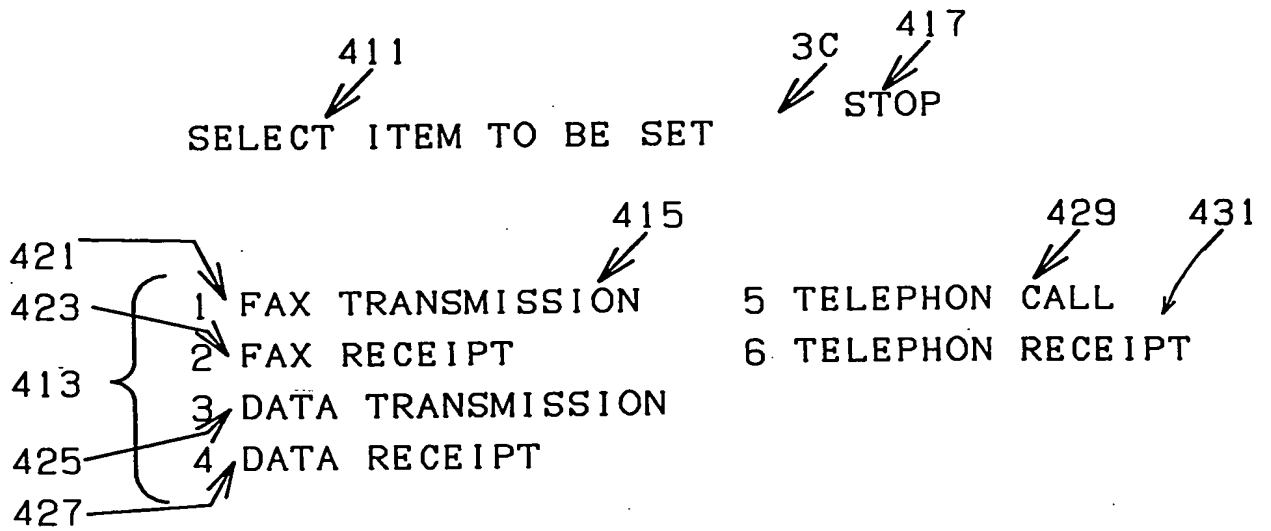 411 3C 417
SELECT ITEM TO BE SET STOP
415 429 431
421
1 FAX TRANSMISSION 5 TELEPHON CALL
423
2 FAX RECEIPT 6 TELEPHON RECEIPT
413
3 DATA TRANSMISSION
425 4 DATA RECEIPT
427